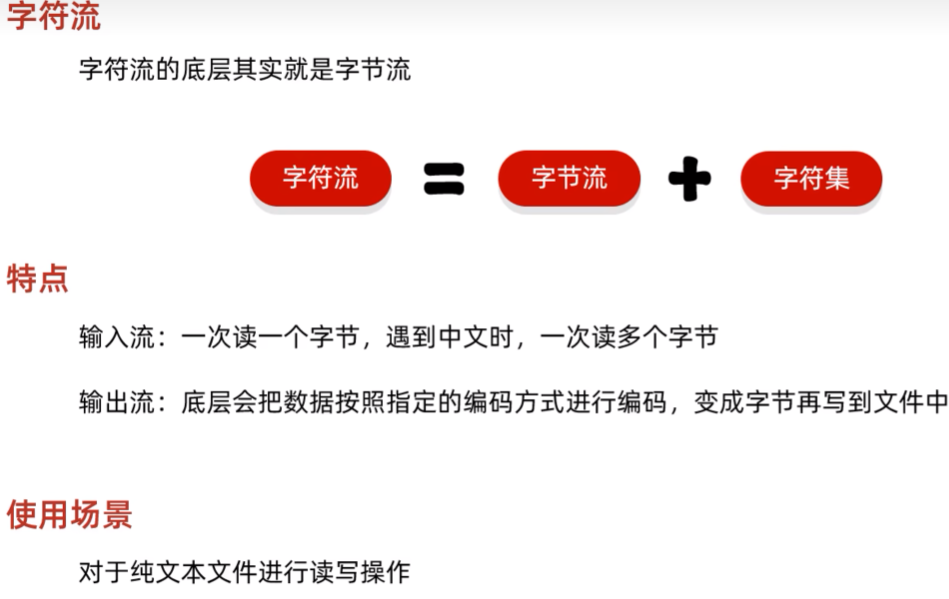 字符流
字符流的底层其实就是字节流
字符流 = 字节流 + 字符集
特点
输入流：一次读一个字节，遇到中文时，一次读多个字节
输出流：底层会把数据按照指定的编码方式进行编码，变成字节再写到文件中
使用场景
对于纯文本文件进行读写操作